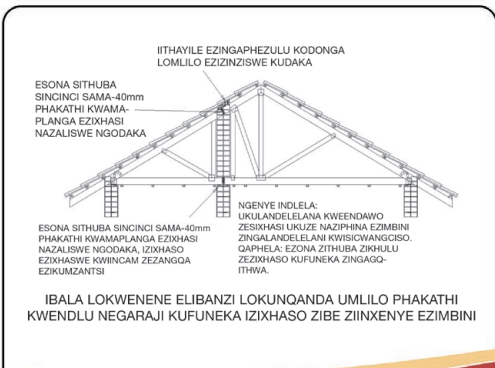 IITHAYILE EZINGAPHEZULU KODONGA
LOMLILO EZIZINZISWE KUDAKA
ESONA SITHUBA
SINCINCI SAMA-40mm
PHAKATHI KWAMA-
PLANGA EZIXHASI
NAZALISWE NGODAKA
ESONA SITHUBA SINCINCI SAMA-40mm
PHAKATHI KWAMAPLANGA EZIXHASI
NAZALISWE NGODAKA, IZIXHASO
EZIXHASWE KWIINCAM ZEZANGQA
EZIKUMZANTSI
NGENYE INDLELA:
UKULANDELELANA KWEENDAWO
ZESIXHASI UKUZE NAZIPHINA EZIMBINI
ZINGALANDELELANI KWISICWANGCISO.
QAPHELA: EZONA ZITHUBA ZIKHULU
ZEZIXHASO KUFUNEKA ZINGAGQ-
ITHWA.
IBALA LOKWENENE ELIBANZI LOKUNQANDA UMLILO PHAKATHI
KWENDLU NEGARAJI KUFUNEKA IZIXHASO ZIBE ZIINXENYE EZIMBINI